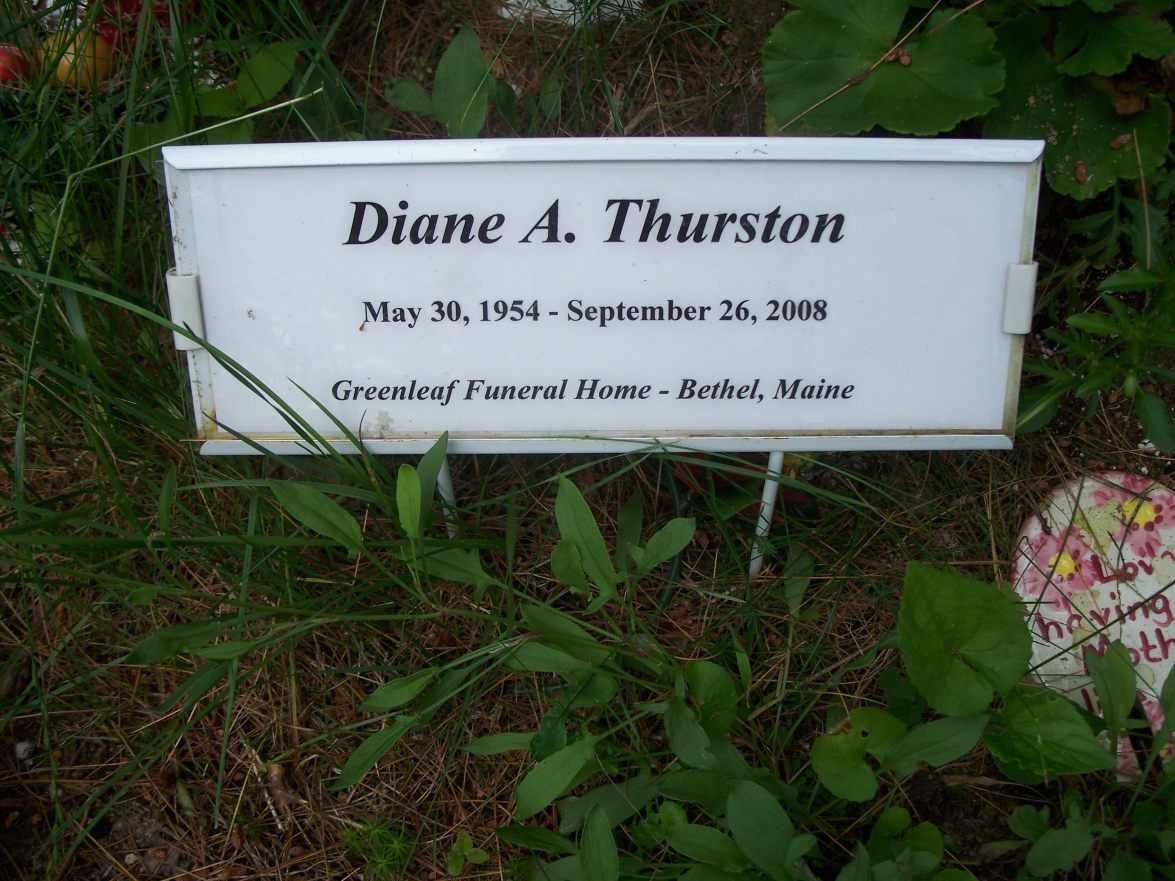 Diane A. Thurston
May 30, 1954 - September 26, 2008
Greenleaf Funeral Home - Bethel, Maine